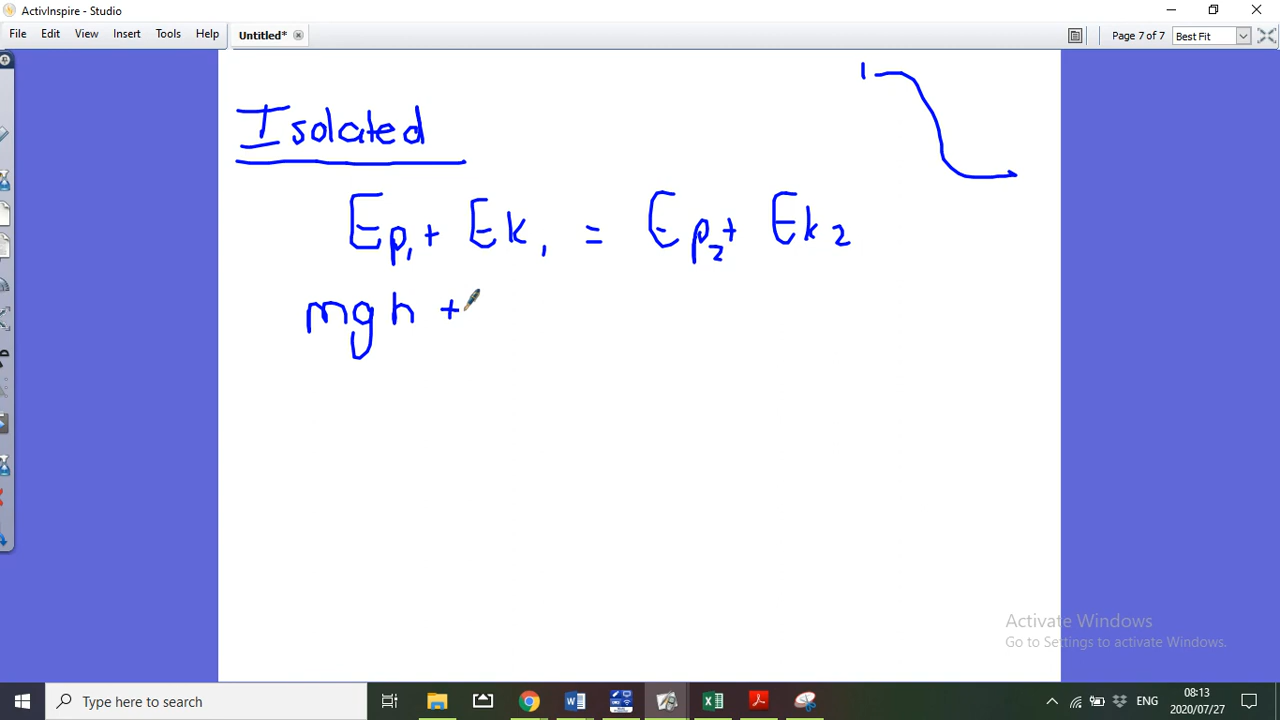 ActivInspire - Studio
File Edit View Insert Tools Help Untitled* Page 7 of 7 Best Fit
1
Isolated
Ep1 + Ek1 = Ep2 + Ek2
mgh +
Activate Windows
Go to Settings to activate Windows.
Type here to search
ENG
08:13
2020/07/27